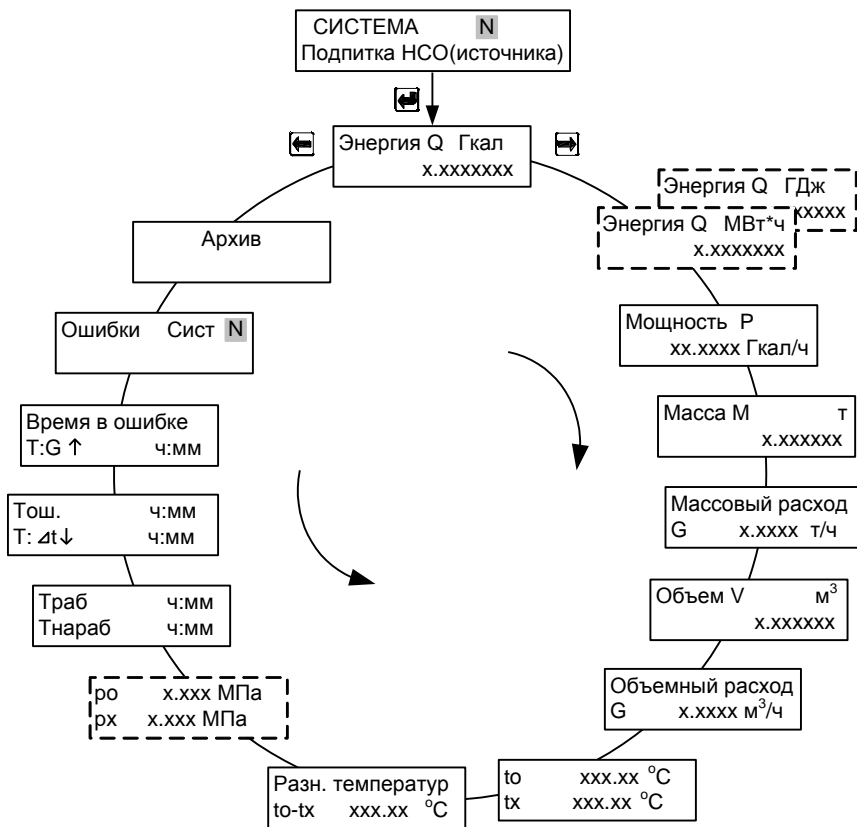 СИСТЕМА N
Подпитка НСО(источника)
Энергия Q Гкал
x.xxxxxxx
Энергия Q ГДж
xxxxx
Энергия Q МВт*ч
x.xxxxxxx
Мощность P
xx.xxxx Гкал/ч
Масса M т
x.xxxxxx
Массовый расход
G x.xxxx т/ч
Объем V м³
x.xxxxxx
Объемный расход
G x.xxxx м³/ч
to xxx.xx ºC
tx xxx.xx ºC
Разн. температур
to-tx xxx.xx ºC
po x.xxx МПа
px x.xxx МПа
Траб ч:мм
Тнараб ч:мм
Тош. ч:мм
T: ⊿t↓ ч:мм
Время в ошибке
T:G ↑ ч:мм
Ошибки Сист N
Архив